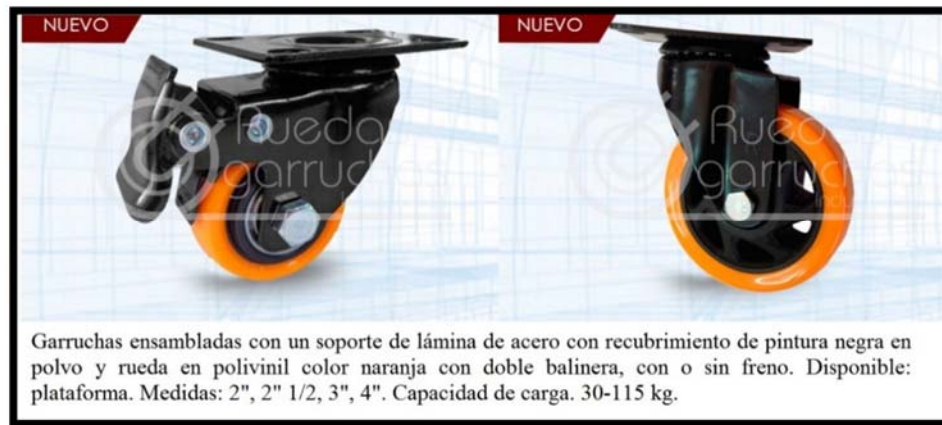 NUEVO
NUEVO
Rueda
garruchas
Rued
garruchas
Indu
Garruchas ensambladas con un soporte de lámina de acero con recubrimiento de pintura negra en
polvo y rueda en polivinil color naranja con doble balinera, con o sin freno. Disponible:
plataforma. Medidas: 2", 2" 1/2, 3", 4". Capacidad de carga. 30-115 kg.